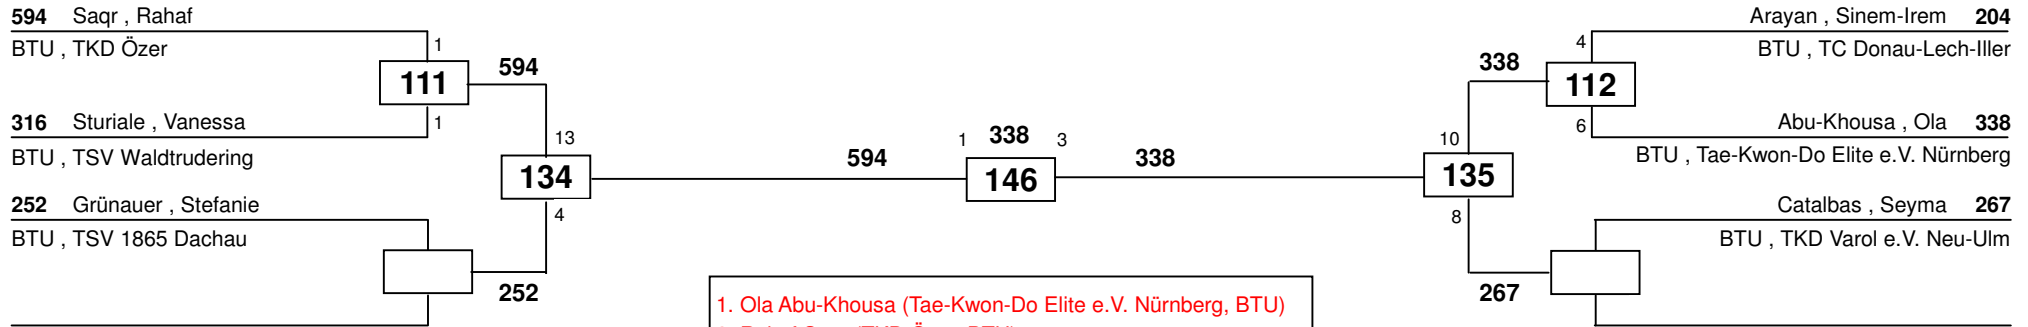 594 Saqr , Rahaf
BTU , TKD Özer
1
111
594
1
316 Sturiale , Vanessa
BTU , TSV Waldtrudering
13
134
4
252 Grünauer , Stefanie
BTU , TSV 1865 Dachau
252
594
1 338 3
146
338
Arayan , Sinem-Irem 204
BTU , TC Donau-Lech-Iller
4
338
112
6
Abu-Khousa , Ola 338
BTU , Tae-Kwon-Do Elite e.V. Nürnberg
10
135
8
Catalbas , Seyma 267
BTU , TKD Varol e.V. Neu-Ulm
267
1. Ola Abu-Khousa (Tae-Kwon-Do Elite e.V. Nürnberg, BTU)